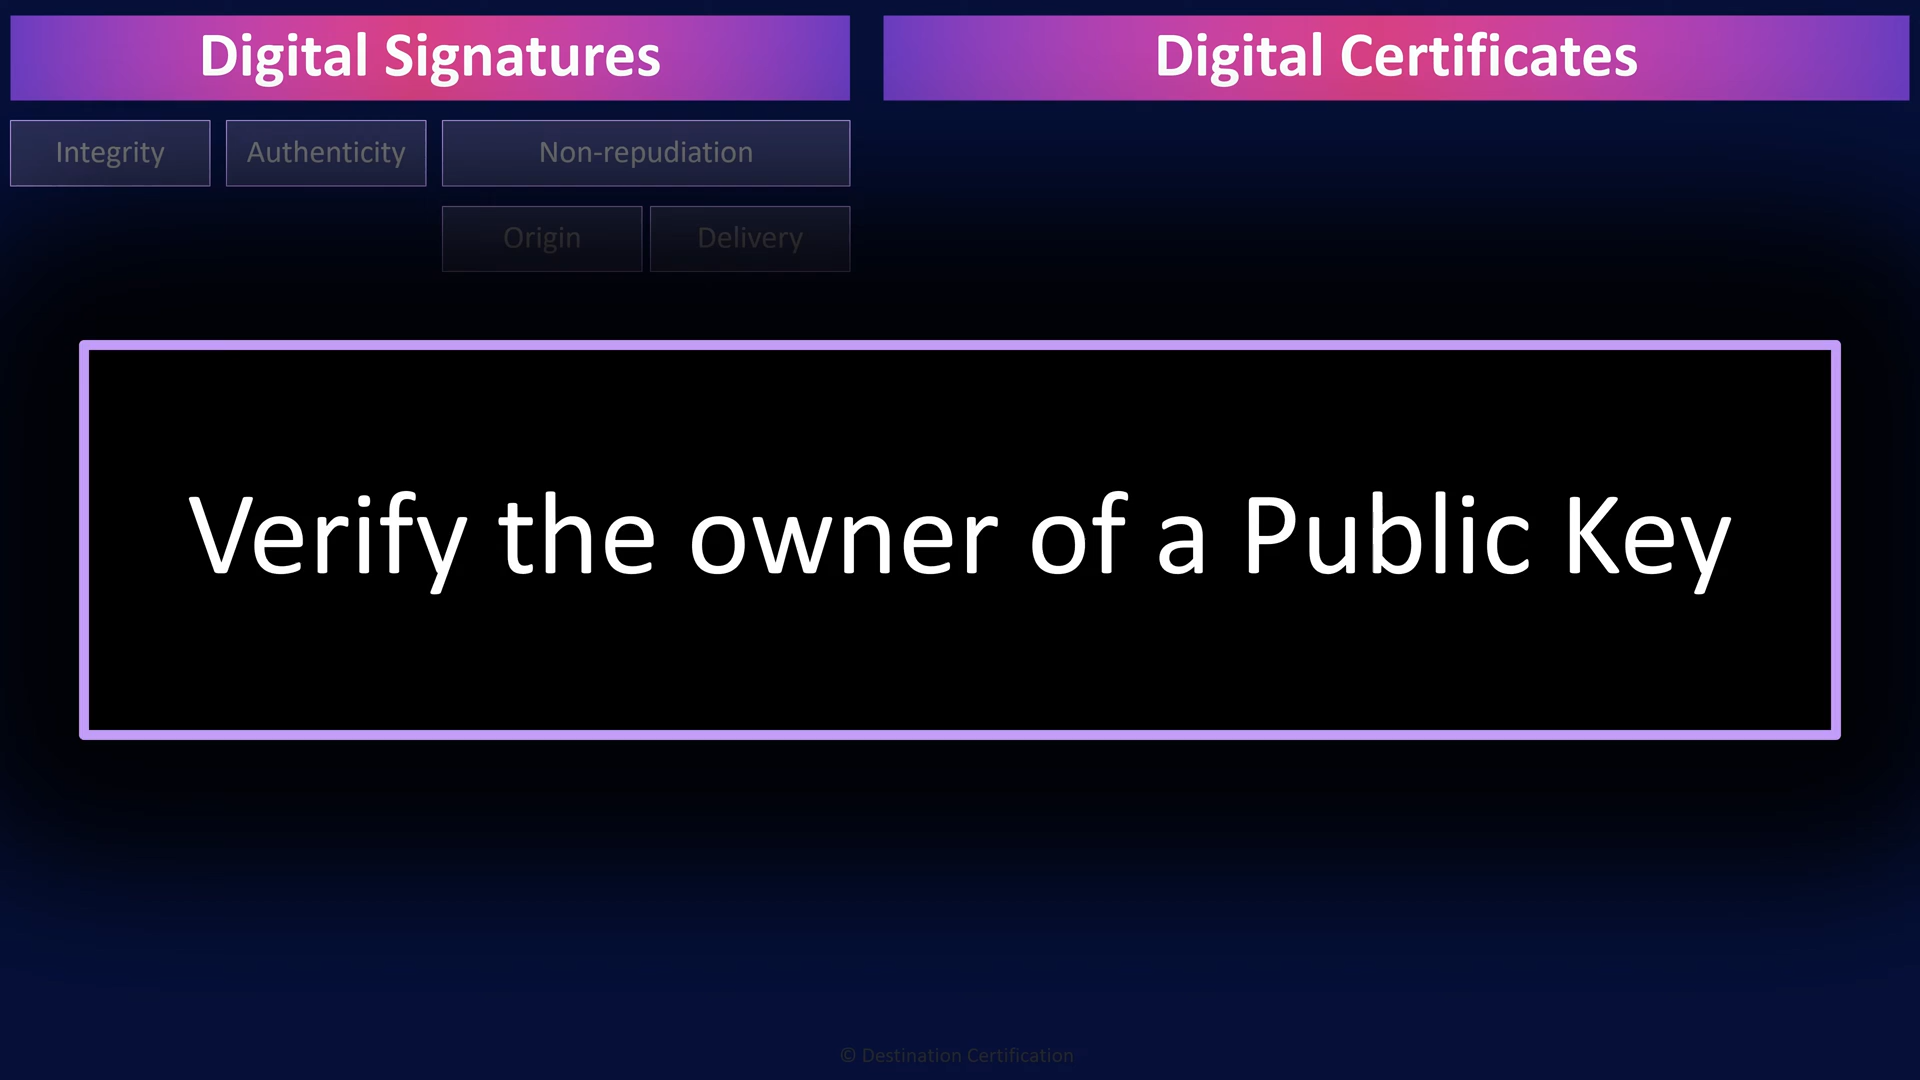 Digital Signatures
Digital Certificates
Integrity
Authenticity
Non-repudiation
Origin
Delivery
Verify the owner of a Public Key
© Destination Certification